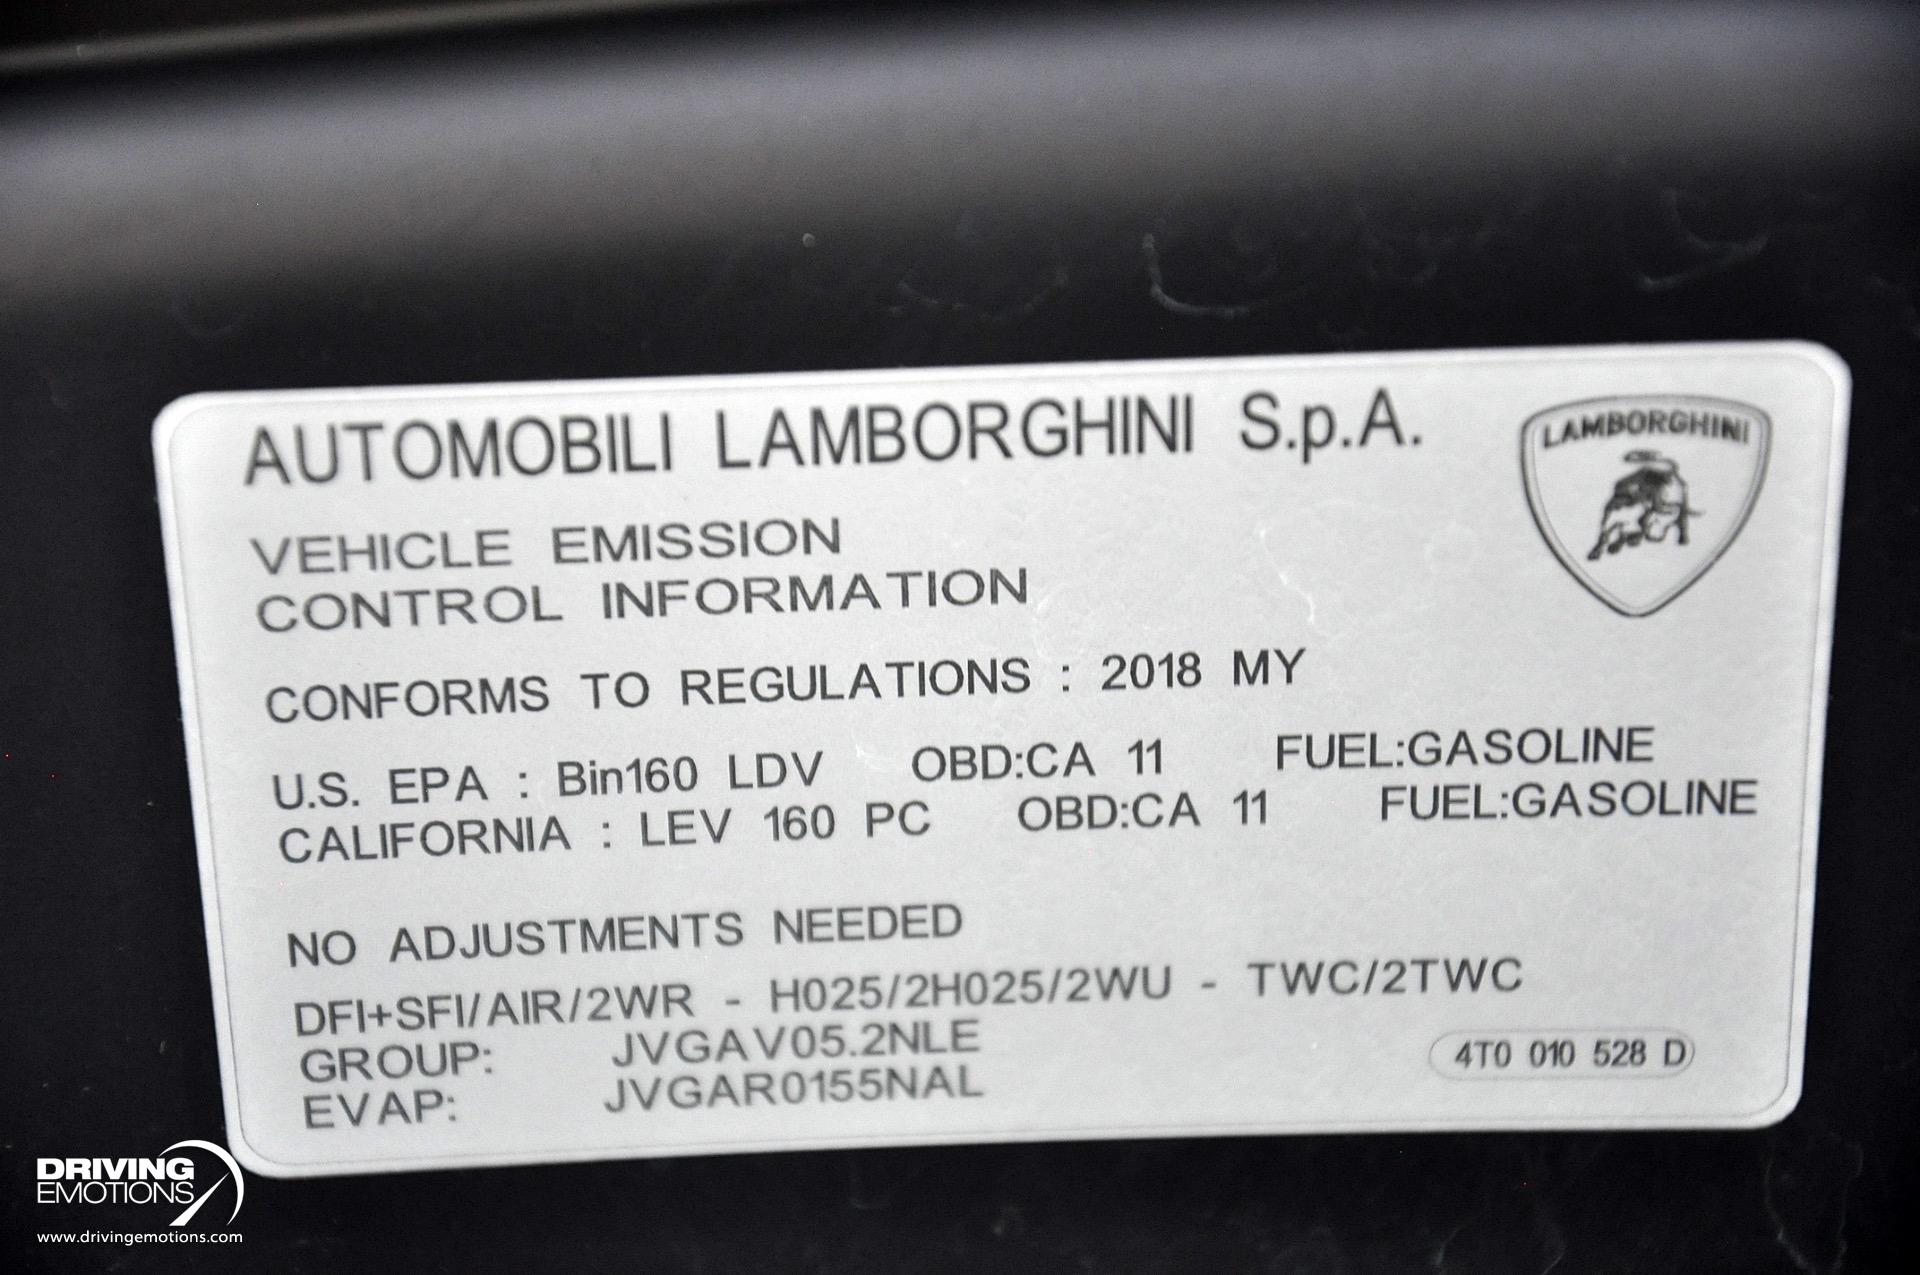 AUTOMOBILI LAMBORGHINI S.p.A.
LAMBORGHINI
VEHICLE EMISSION
CONTROL INFORMATION
CONFORMS TO REGULATIONS : 2018 MY
U.S. EPA : Bin160 LDV OBD:CA 11 FUEL:GASOLINE
CALIFORNIA : LEV 160 PC OBD:CA 11 FUEL:GASOLINE
NO ADJUSTMENTS NEEDED
DFI+SFI/AIR/2WR - H025/2H025/2WU - TWC/2TWC
GROUP: JVGAV05.2NLE
EVAP: JVGAR0155NAL
4T0 010 528 D
DRIVING
EMOTIONS
www.drivingemotions.com